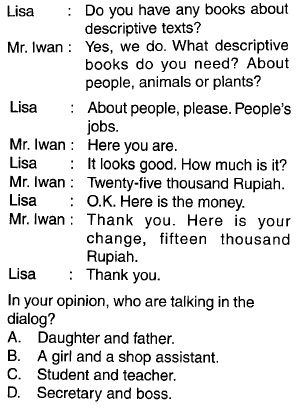 Lisa : Do you have any books about
descriptive texts?
Mr. Iwan : Yes, we do. What descriptive
books do you need? About
people, animals or plants?
Lisa : About people, please. People's
jobs.
Mr. Iwan : Here you are.
Lisa : It looks good. How much is it?
Mr. Iwan : Twenty-five thousand Rupiah.
Lisa : O.K. Here is the money.
Mr. Iwan : Thank you. Here is your
change, fifteen thousand
Rupiah.
Lisa : Thank you.
In your opinion, who are talking in the
dialog?
A. Daughter and father.
B. A girl and a shop assistant.
C. Student and teacher.
D. Secretary and boss.